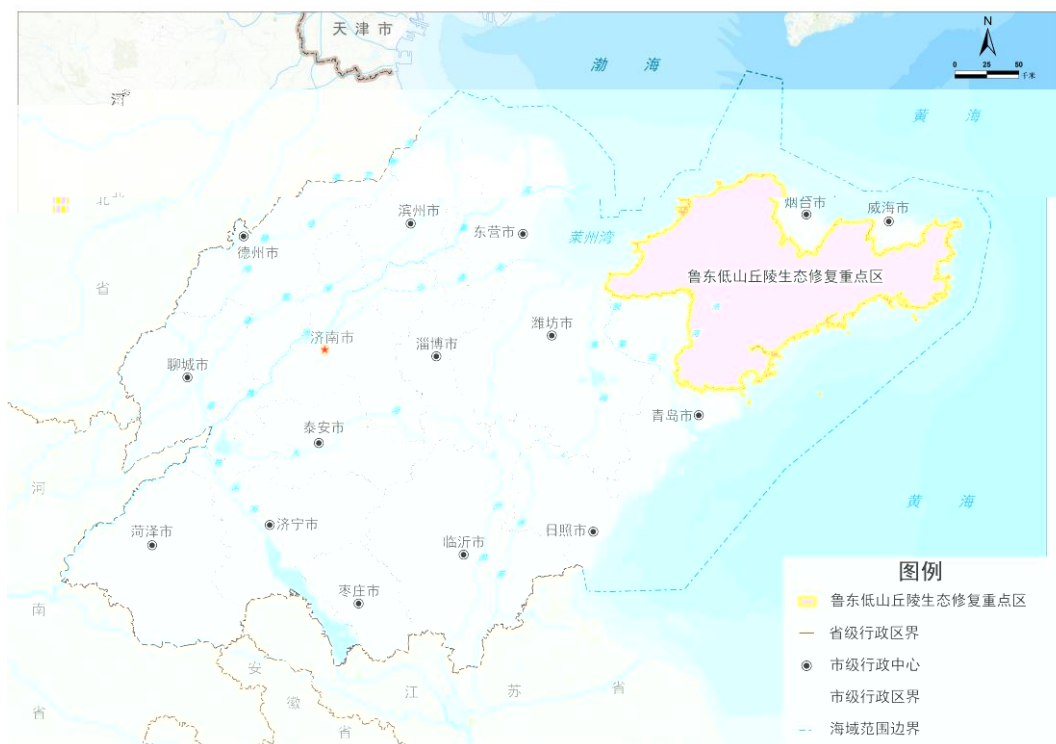 天津市
N
0 25 50
千米
渤海
黄海
河
北
烟台市
威海市
滨州市
东营市
莱州湾
德州市
省
鲁东低山丘陵生态修复重点区
潍坊市
济南市
淄博市
聊城市
青岛市
泰安市
河
黄海
济宁市
日照市
菏泽市
临沂市
枣庄市
南
安
江
苏
省
徽
省
省
图例
鲁东低山丘陵生态修复重点区
省级行政区界
市级行政中心
市级行政区界
海域范围边界